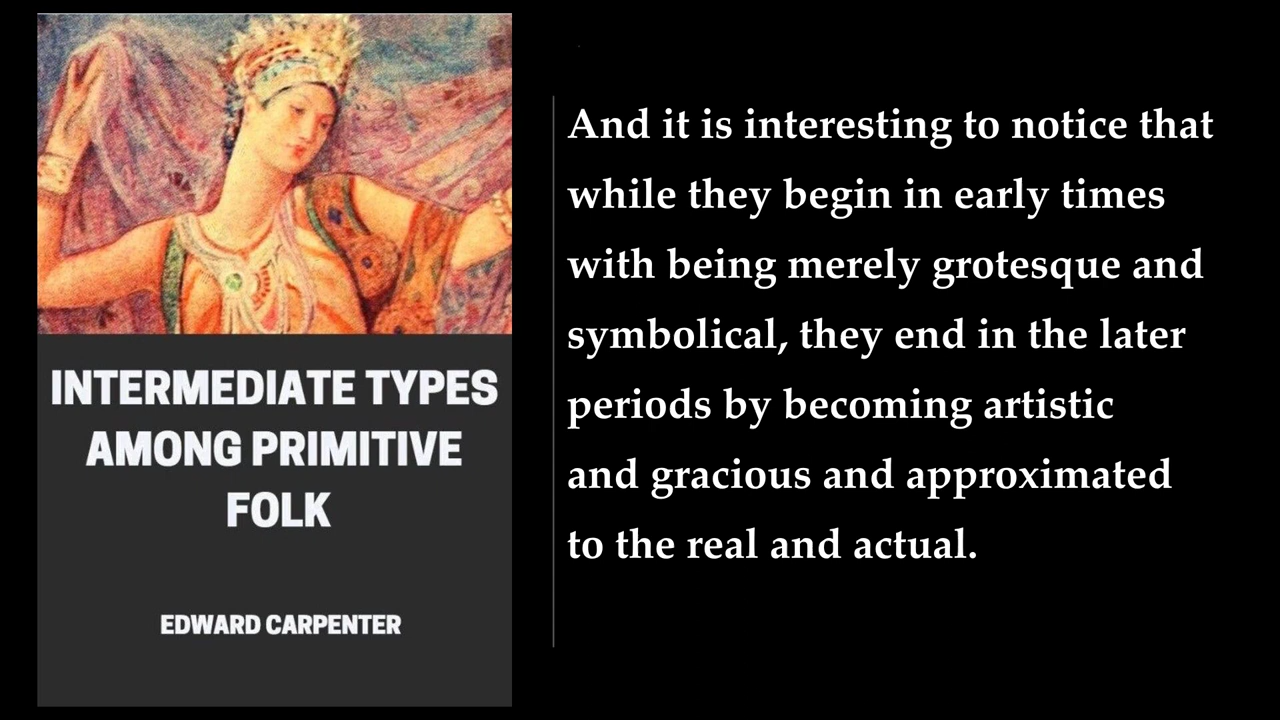 INTERMEDIATE TYPES
AMONG PRIMITIVE
FOLK
EDWARD CARPENTER
And it is interesting to notice that
while they begin in early times
with being merely grotesque and
symbolical, they end in the later
periods by becoming artistic
and gracious and approximated
to the real and actual.